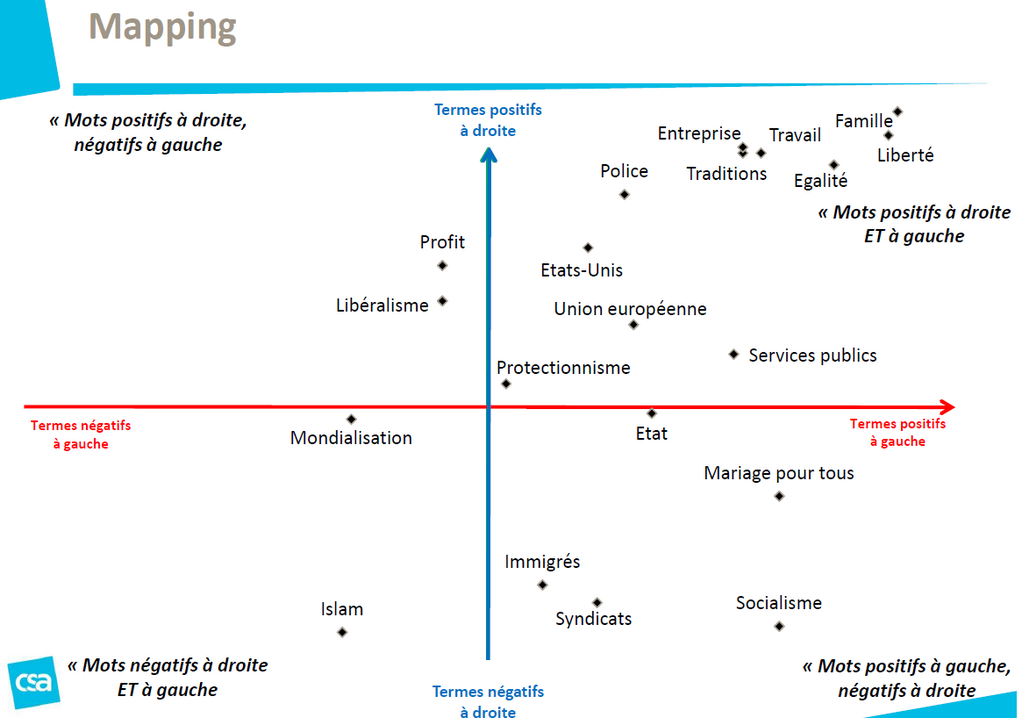 Mapping
« Mots positifs à droite,
négatifs à gauche
Termes positifs
à droite
Famille
Entreprise
Travail
Liberté
Police
Traditions
Egalité
« Mots positifs à droite
ET à gauche
Profit
Etats-Unis
Libéralisme
Union européenne
Services publics
Protectionnisme
Termes négatifs
à gauche
Mondialisation
Etat
Termes positifs
à gauche
Mariage pour tous
Immigrés
Islam
Syndicats
Socialisme
csa
« Mots négatifs à droite
ET à gauche
Termes négatifs
à droite
« Mots positifs à gauche,
négatifs à droite